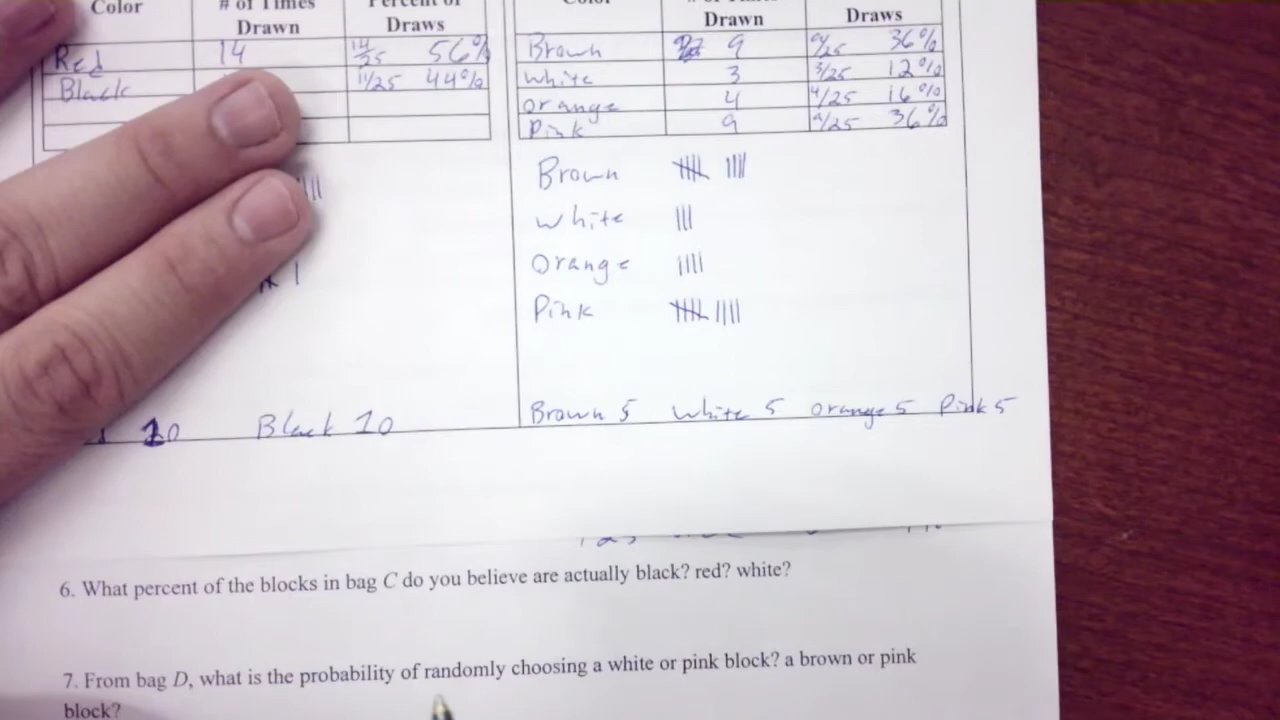 Color # of Times Drawn Percent of Draws
Red 14 14/25 56%
Black 11/25 44%
Drawn Draws
Brown 9 9/25 36%
White 3 3/25 12%
Orange 4 4/25 16%
Pink 9 9/25 36%
Brown
White
Orange
Pink
10 Black 10
Brown 5 White 5 Orange 5 Pink 5
6. What percent of the blocks in bag C do you believe are actually black? red? white?
7. From bag D, what is the probability of randomly choosing a white or pink block? a brown or pink
block?